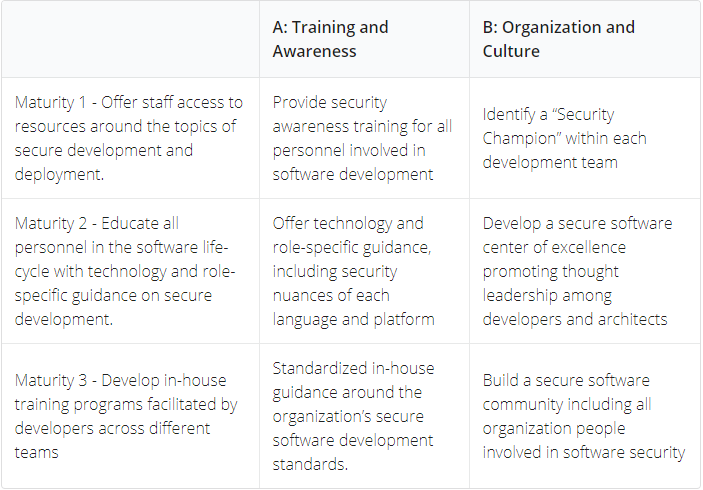 A: Training and
Awareness
B: Organization and
Culture
Maturity 1 - Offer staff access to
resources around the topics of
secure development and
deployment.
Provide security
awareness training for all
personnel involved in
software development
Identify a “Security
Champion” within each
development team
Maturity 2 - Educate all
personnel in the software life-
cycle with technology and role-
specific guidance on secure
development.
Offer technology and
role-specific guidance,
including security
nuances of each
language and platform
Develop a secure software
center of excellence
promoting thought
leadership among
developers and architects
Maturity 3 - Develop in-house
training programs facilitated by
developers across different
teams
Standardized in-house
guidance around the
organization’s secure
software development
standards.
Build a secure software
community including all
organization people
involved in software security